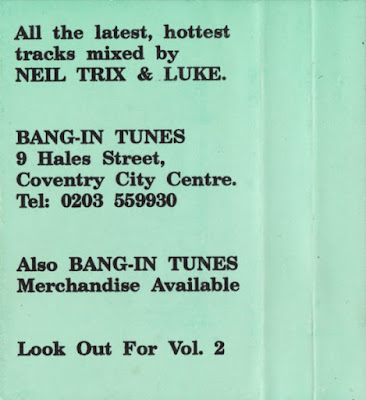 All the latest, hottest
tracks mixed by
NEIL TRIX & LUKE.
BANG-IN TUNES
9 Hales Street,
Coventry City Centre.
Tel: 0203 559930
Also BANG-IN TUNES
Merchandise Available
Look Out For Vol. 2